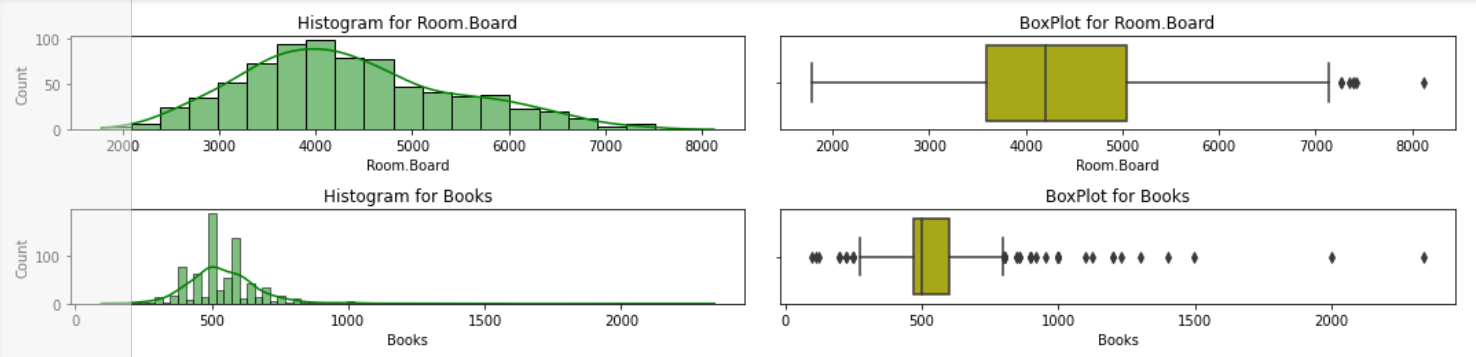 Histogram for Room.Board
BoxPlot for Room.Board
Count
100
50
0
2000 3000 4000 5000 6000 7000 8000
Room.Board
2000 3000 4000 5000 6000 7000 8000
Room.Board
Histogram for Books
BoxPlot for Books
Count
100
0
0 500 1000 1500 2000
Books
0 500 1000 1500 2000
Books